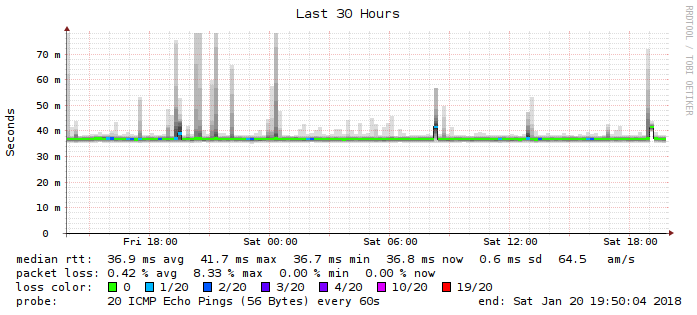 Last 30 Hours
RRDTOOL / TOBI OETIKER
Seconds
70 m
60 m
50 m
40 m
30 m
20 m
10 m
0
Fri 18:00 Sat 00:00 Sat 06:00 Sat 12:00 Sat 18:00
median rtt: 36.9 ms avg 41.7 ms max 36.7 ms min 36.8 ms now 0.6 ms sd 64.5 am/s
packet loss: 0.42 % avg 8.33 % max 0.00 % min 0.00 % now
loss color: 0 1/20 2/20 3/20 4/20 10/20 19/20
probe: 20 ICMP Echo Pings (56 Bytes) every 60s end: Sat Jan 20 19:50:04 2018